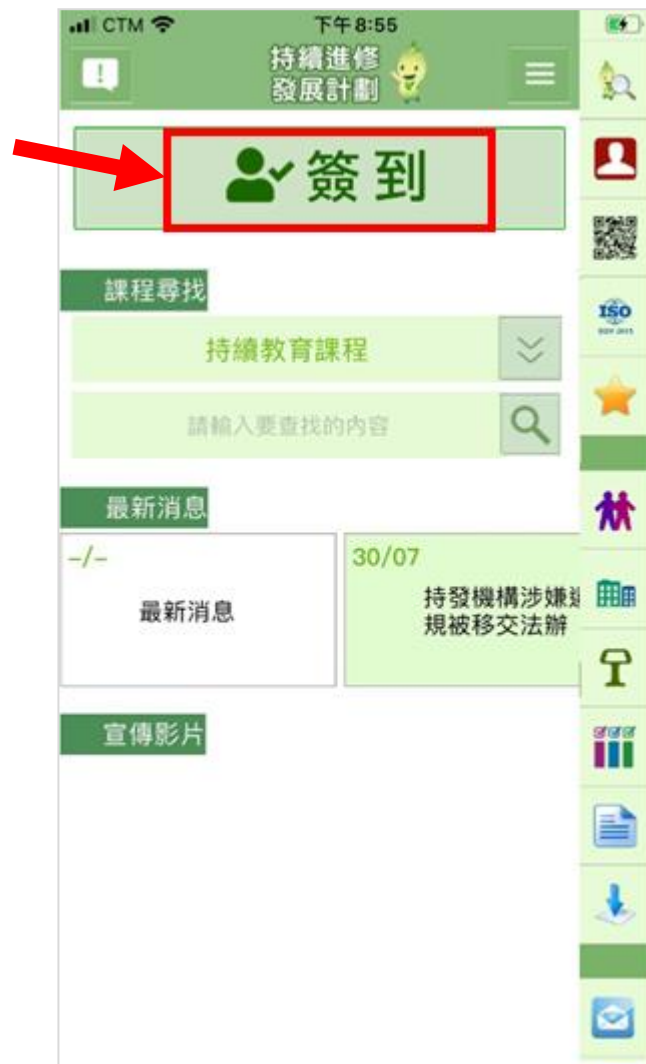 CTM
下午8:55
持續進修
發展計劃
簽到
ISO
課程尋找
持續教育課程
請輸入要查找的內容
最新消息
-/-
30/07
最新消息
持發機構涉嫌違
規被移交法辦
宣傳影片